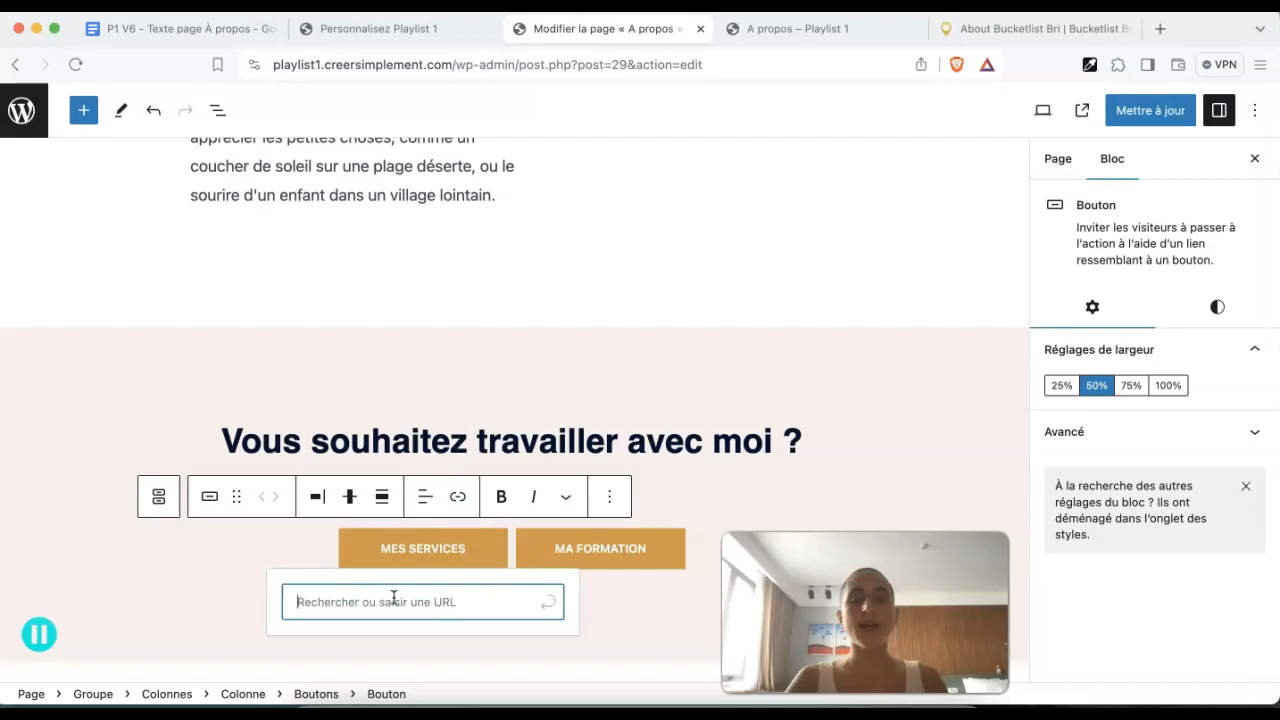 P1 V6 - Texte page À propos - Go
Personnalisez Playlist 1
Modifier la page « A propos »
A propos – Playlist 1
About Bucketlist Bri | Bucketlist Br
playlist1.creersimplement.com/wp-admin/post.php?post=29&action=edit
VPN
Mettre à jour
apprécier les petites choses, comme un
coucher de soleil sur une plage déserte, ou le
sourire d'un enfant dans un village lointain.
Vous souhaitez travailler avec moi ?
B I
MES SERVICES
MA FORMATION
Rechercher ou saisir une URL
Page Bloc
Bouton
Inviter les visiteurs à passer à
l'action à l'aide d'un lien
ressemblant à un bouton.
Réglages de largeur
25% 50% 75% 100%
Avancé
À la recherche des autres
réglages du bloc ? Ils ont
déménagé dans l'onglet des
styles.
Page > Groupe > Colonnes > Colonne > Boutons > Bouton